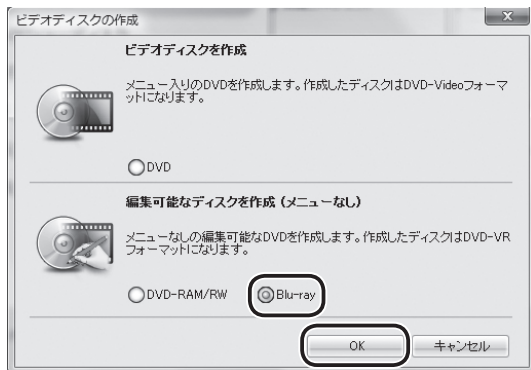 ビデオディスクの作成
ビデオディスクを作成
メニュー入りのDVDを作成します。作成したディスクはDVD-Videoフォーマ
ットになります。
DVD
編集可能なディスクを作成（メニューなし）
メニューなしの編集可能なDVDを作成します。作成したディスクはDVD-VR
フォーマットになります。
DVD-RAM/RW Blu-ray
OK キャンセル